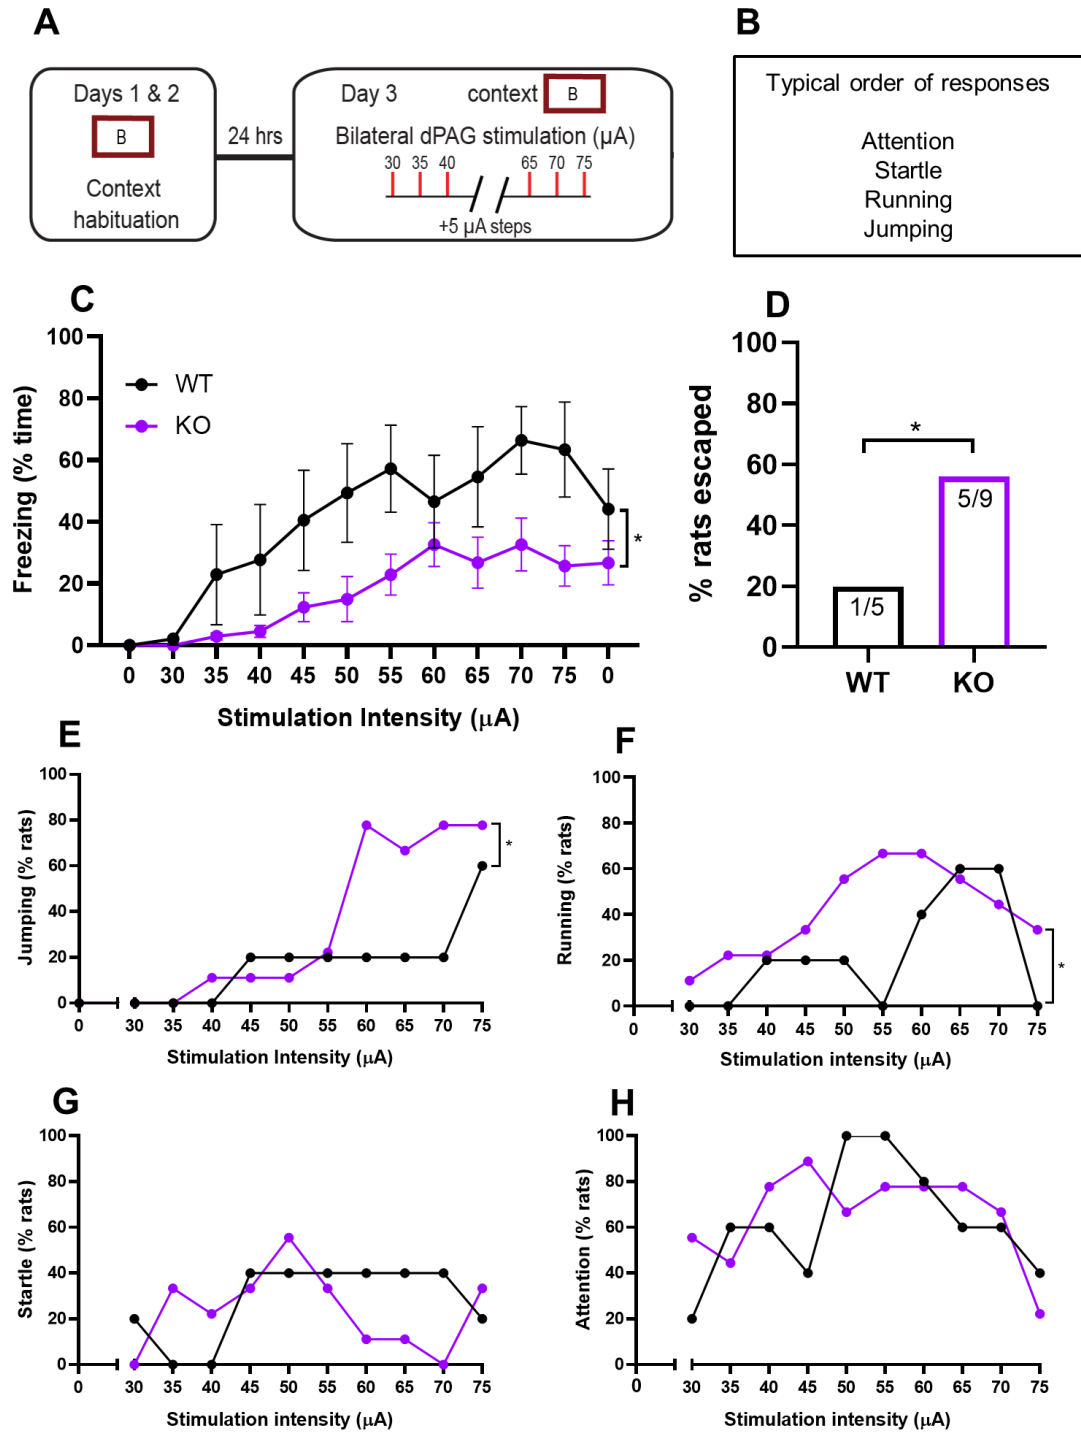 A
Days 1 & 2
B
Context
habituation
24 hrs
Day 3
context
B
Bilateral dPAG stimulation (µA)
30 35 40 65 70 75
+5 µA steps
B
Typical order of responses
Attention
Startle
Running
Jumping
C
Freezing (% time)
100
80
60
40
20
0
WT
KO
*
0 30 35 40 45 50 55 60 65 70 75 0
Stimulation Intensity (µA)
D
% rats escaped
100
80
60
40
20
0
*
1/5
5/9
WT KO
E
Jumping (% rats)
100
80
60
40
20
0
*
0 30 35 40 45 50 55 60 65 70 75
Stimulation Intensity (µA)
F
Running (% rats)
100
80
60
40
20
0
*
0 30 35 40 45 50 55 60 65 70 75
Stimulation intensity (µA)
G
Startle (% rats)
100
80
60
40
20
0
0 30 35 40 45 50 55 60 65 70 75
Stimulation intensity (µA)
H
Attention (% rats)
100
80
60
40
20
0
0 30 35 40 45 50 55 60 65 70 75
Stimulation intensity (µA)